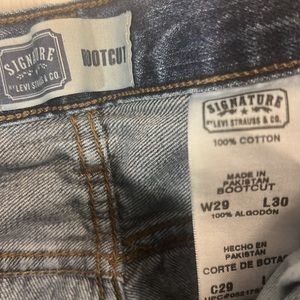 SIGNATURE
BY LEVI STRAUSS & CO.
BOOTCUT
SIGNATURE
BY LEVI STRAUSS & CO.
100% COTTON
MADE IN
PAKISTAN
BOOTCUT
W29 L30
100% ALGODÓN
HECHO EN
PAKISTÁN
CORTE DE BOTA
C29